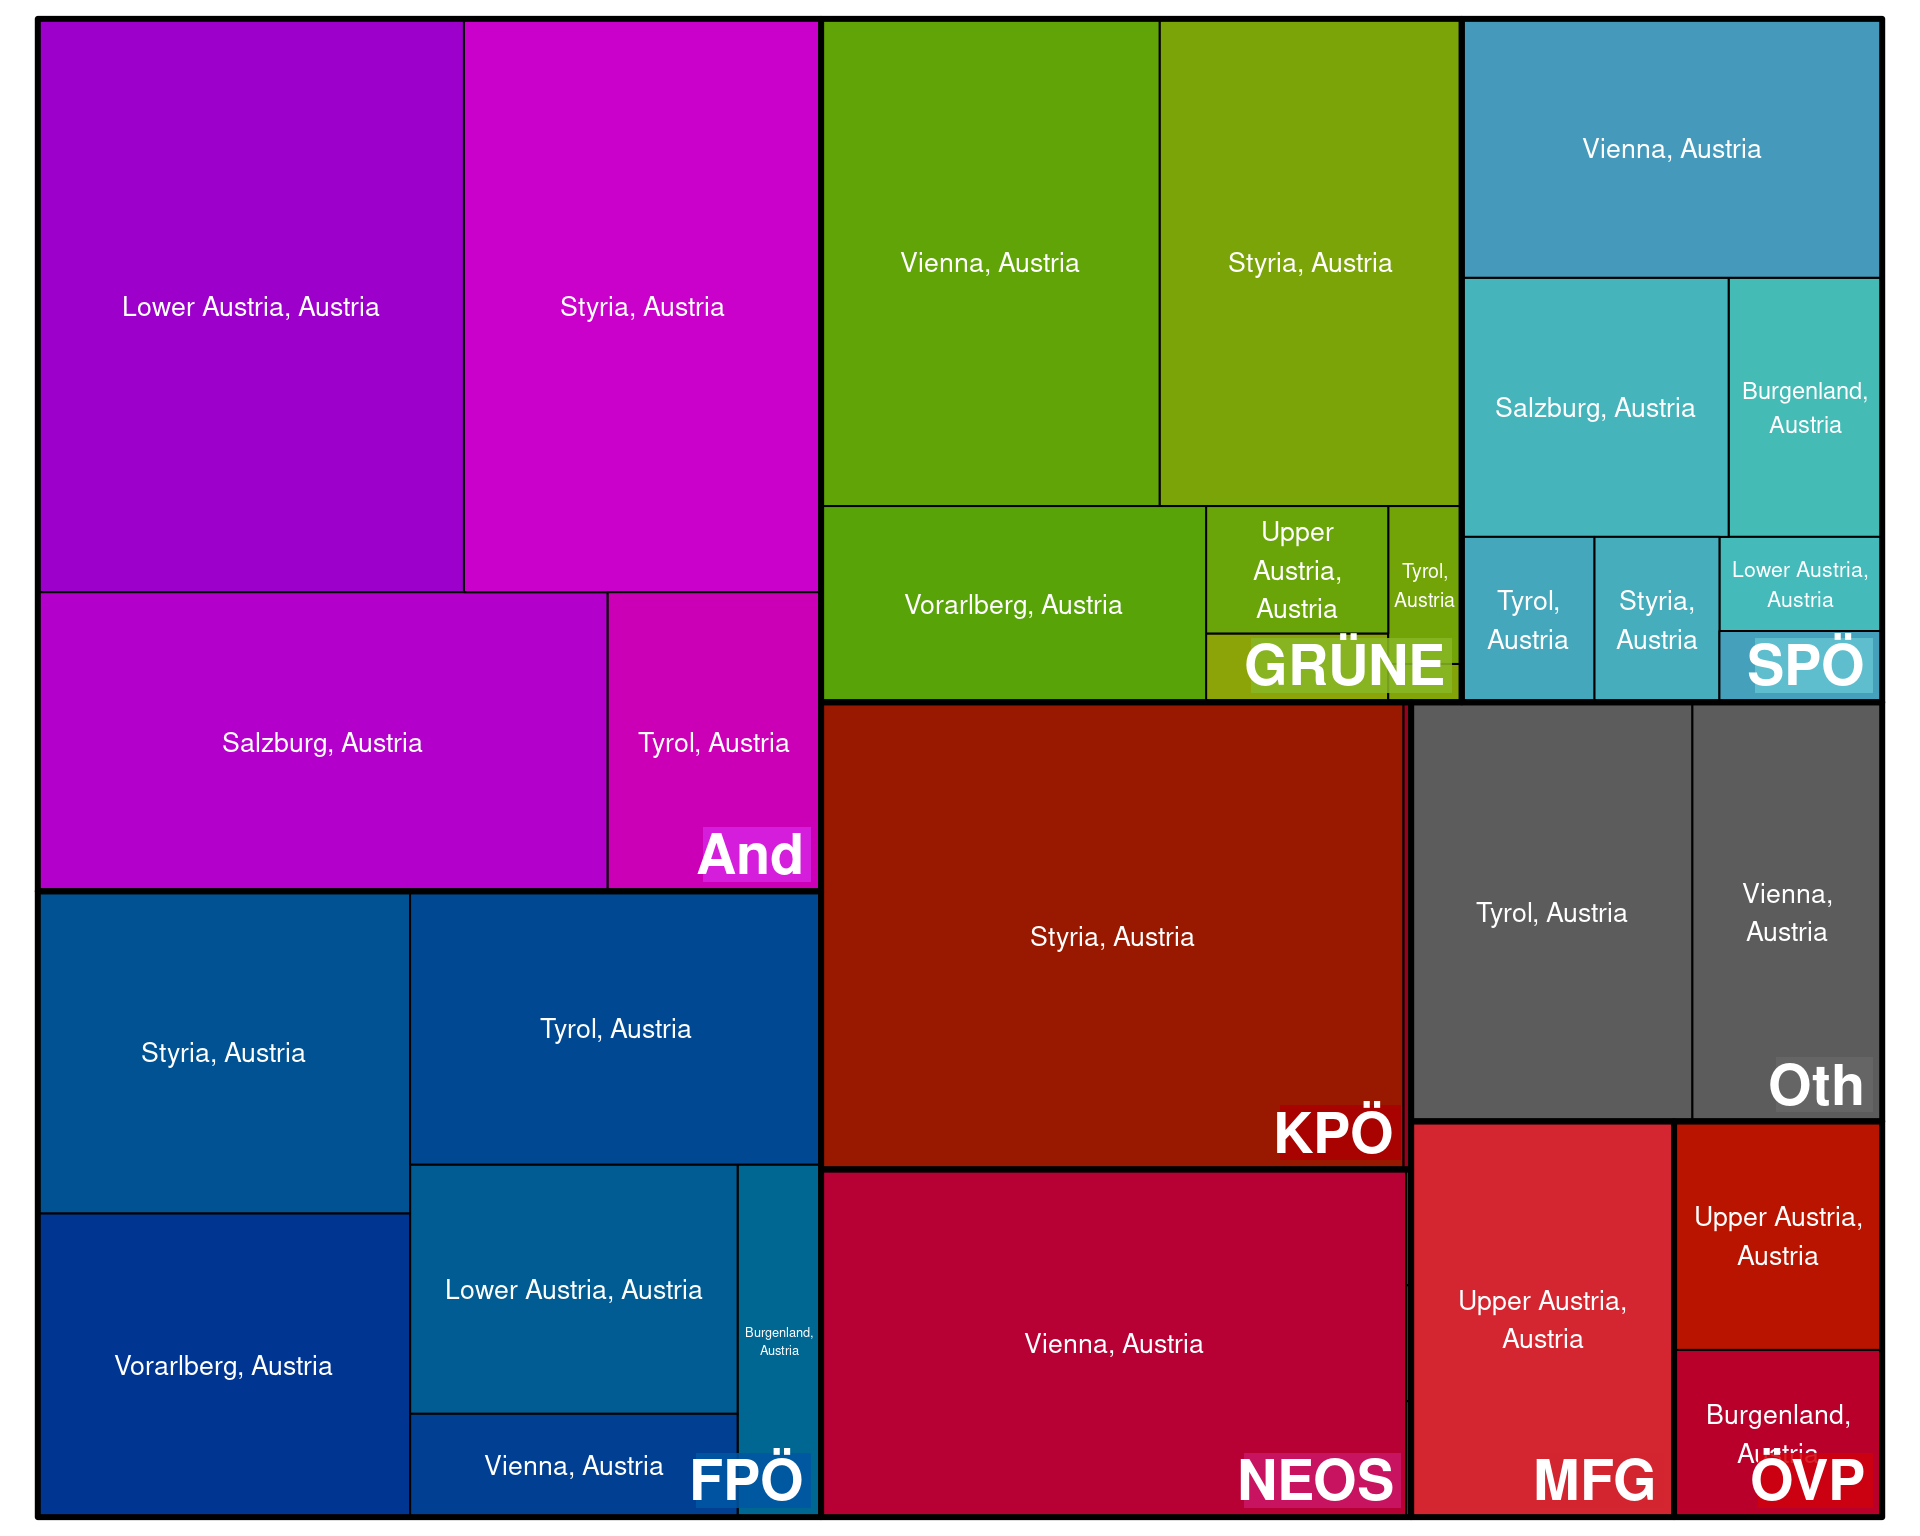 Lower Austria, Austria
Styria, Austria
Salzburg, Austria
Tyrol, Austria
And
Styria, Austria
Tyrol, Austria
Vorarlberg, Austria
Lower Austria, Austria
Burgenland,
Austria
Vienna, Austria
FPÖ
Vienna, Austria
Styria, Austria
Vorarlberg, Austria
Upper
Austria,
Austria
Tyrol,
Austria
GRÜNE
Vienna, Austria
Salzburg, Austria
Burgenland,
Austria
Tyrol,
Austria
Styria,
Austria
Lower Austria,
Austria
SPÖ
Styria, Austria
KPÖ
Tyrol, Austria
Vienna,
Austria
Oth
Vienna, Austria
NEOS
Upper Austria,
Austria
MFG
Upper Austria,
Austria
Burgenland,
Austria
ÖVP